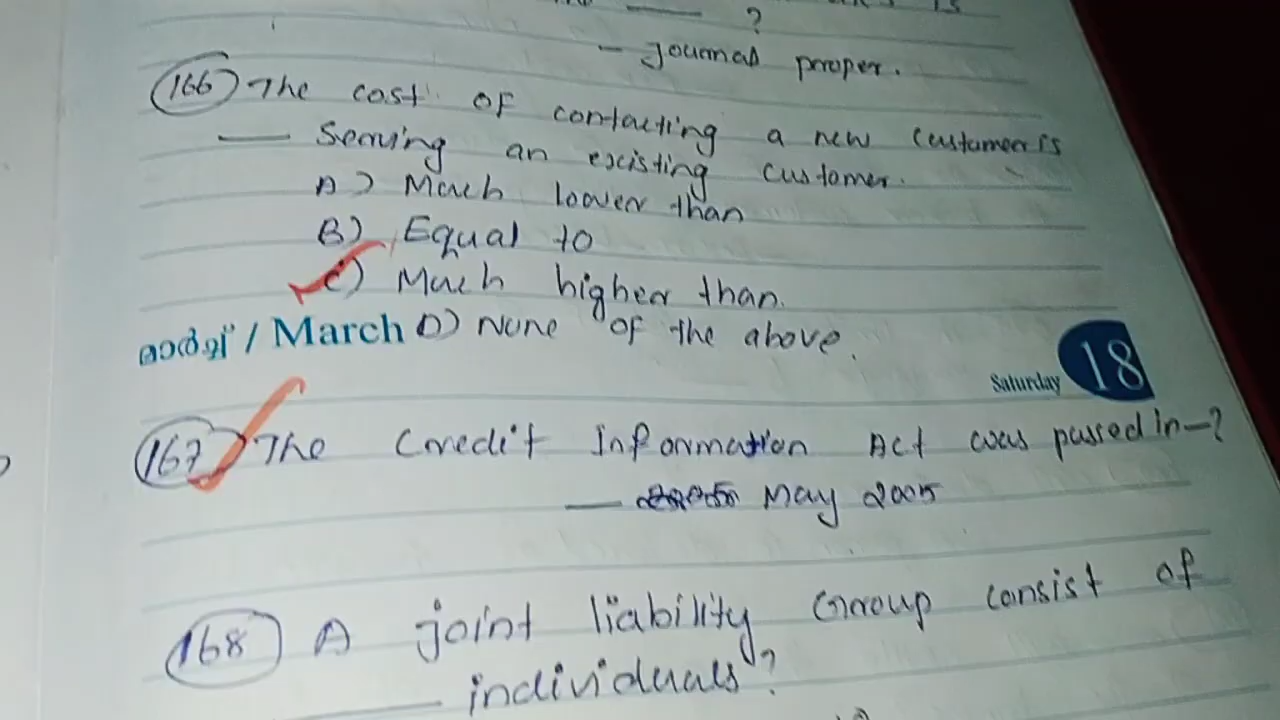 — ?
- Journal proper.
166 The cost of contacting a new customer is
— Serving an existing customer.
A) Much lower than
B) Equal to
C) Much higher than.
മാർച്ച് / March D) None of the above.
Saturday 18
167 The Credit Information Act was passed in—?
— May 2005
168 A joint liability Group consist of
— individuals?